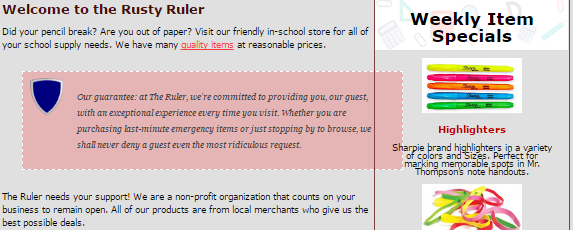 Welcome to the Rusty Ruler
Did your pencil break? Are you out of paper? Visit our friendly in-school store for all of
your school supply needs. We have many quality items at reasonable prices.
Our guarantee: at The Ruler, we're committed to providing you, our guest,
with an exceptional experience every time you visit. Whether you are
purchasing last-minute emergency items or just stopping by to browse, we
shall never deny a guest even the most ridiculous request.
The Ruler needs your support! We are a non-profit organization that counts on your
business to remain open. All of our products are from local merchants who give us the
best possible deals.
Weekly Item
Specials
Highlighters
Sharpie brand highlighters in a variety
of colors and Sizes. Perfect for
marking memorable spots in Mr.
Thompson's note handouts.